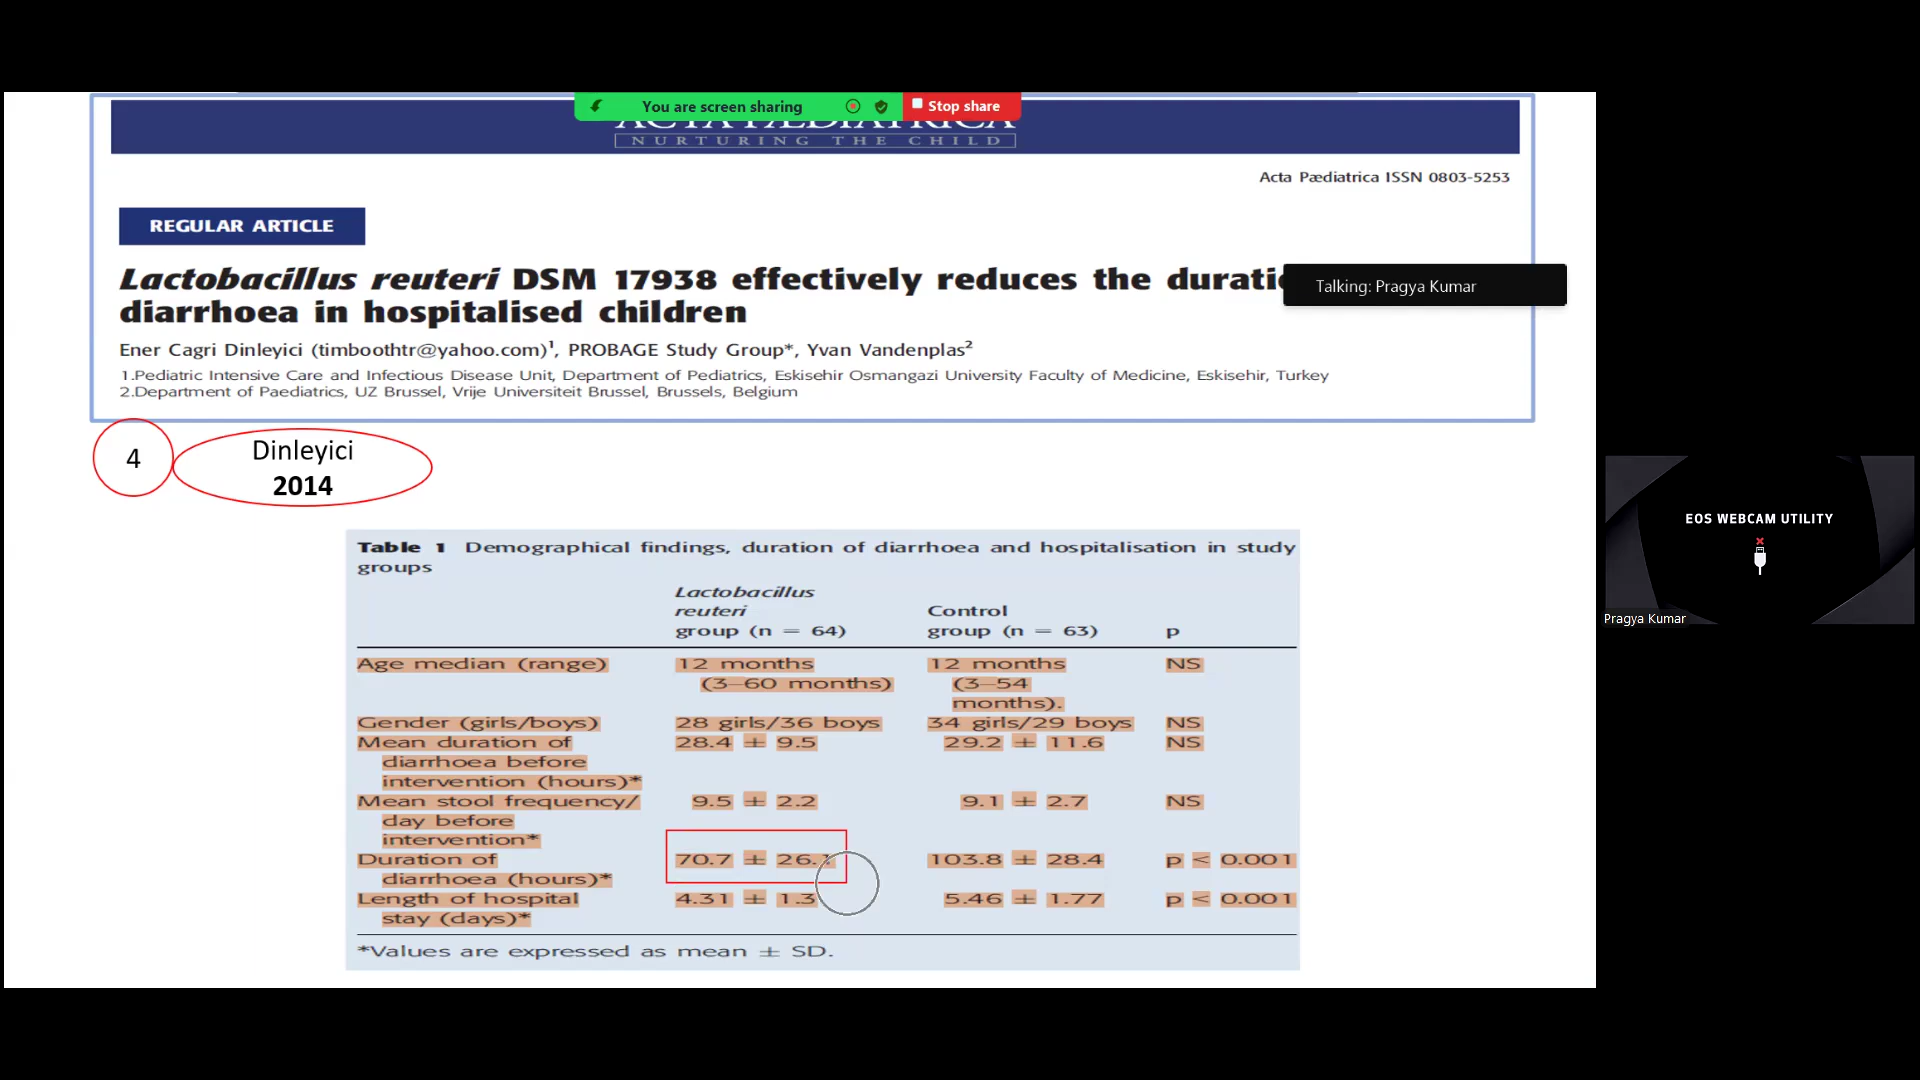 You are screen sharing
Stop share
ACTA PÆDIATRICA
NURTURING THE CHILD
Acta Pædiatrica ISSN 0803-5253
REGULAR ARTICLE
Lactobacillus reuteri DSM 17938 effectively reduces the
diarrhoea in hospitalised children
Talking: Pragya Kumar
Ener Cagri Dinleyici (timboothtr@yahoo.com)¹, PROBAGE Study Group*, Yvan Vandenplas²
1.Pediatric Intensive Care and Infectious Disease Unit, Department of Pediatrics, Eskisehir Osmangazi University Faculty of Medicine, Eskisehir, Turkey
2.Department of Paediatrics, UZ Brussel, Vrije Universiteit Brussel, Brussels, Belgium
4
Dinleyici
2014
Table 1 Demographical findings, duration of diarrhoea and hospitalisation in study
groups
Lactobacillus
reuteri Control
group (n = 64) group (n = 63) p
Age median (range) 12 months 12 months NS
(3–60 months) (3–54
months).
Gender (girls/boys) 28 girls/36 boys 34 girls/29 boys NS
Mean duration of 28.4 ± 9.5 29.2 ± 11.6 NS
diarrhoea before
intervention (hours)*
Mean stool frequency/ 9.5 ± 2.2 9.1 ± 2.7 NS
day before
intervention*
Duration of 70.7 ± 26.1 103.8 ± 28.4 p < 0.001
diarrhoea (hours)*
Length of hospital 4.31 ± 1.3 5.46 ± 1.77 p < 0.001
stay (days)*
*Values are expressed as mean ± SD.
EOS WEBCAM UTILITY
Pragya Kumar